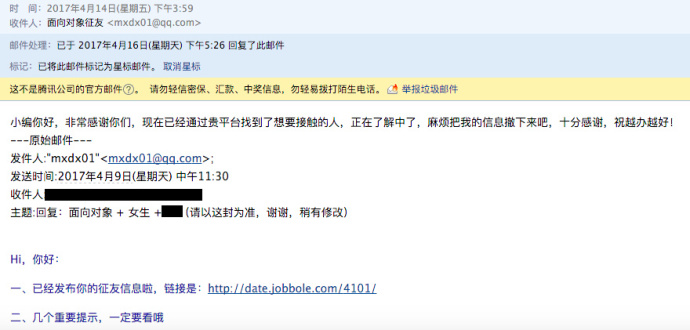 时　间：2017年4月14日(星期五) 下午3:59
收件人：面向对象征友 <mxdx01@qq.com>
邮件处理：已于 2017年4月16日(星期天) 下午5:26 回复了此邮件
标记：已将此邮件标记为星标邮件。 取消星标
这不是腾讯公司的官方邮件?。 请勿轻信密保、汇款、中奖信息，勿轻易拨打陌生电话。 举报垃圾邮件
小编你好，非常感谢你们，现在已经通过贵平台找到了想要接触的人，正在了解中了，麻烦把我的信息撤下来吧，十分感谢，祝越办越好！
---原始邮件---
发件人:"mxdx01"<mxdx01@qq.com>;
发送时间:2017年4月9日(星期天) 中午11:30
收件人
主题:回复：面向对象 + 女生 + (请以这封为准，谢谢，稍有修改)
Hi，你好：
一、已经发布你的征友信息啦，链接是：http://date.jobbole.com/4101/
二、几个重要提示，一定要看哦